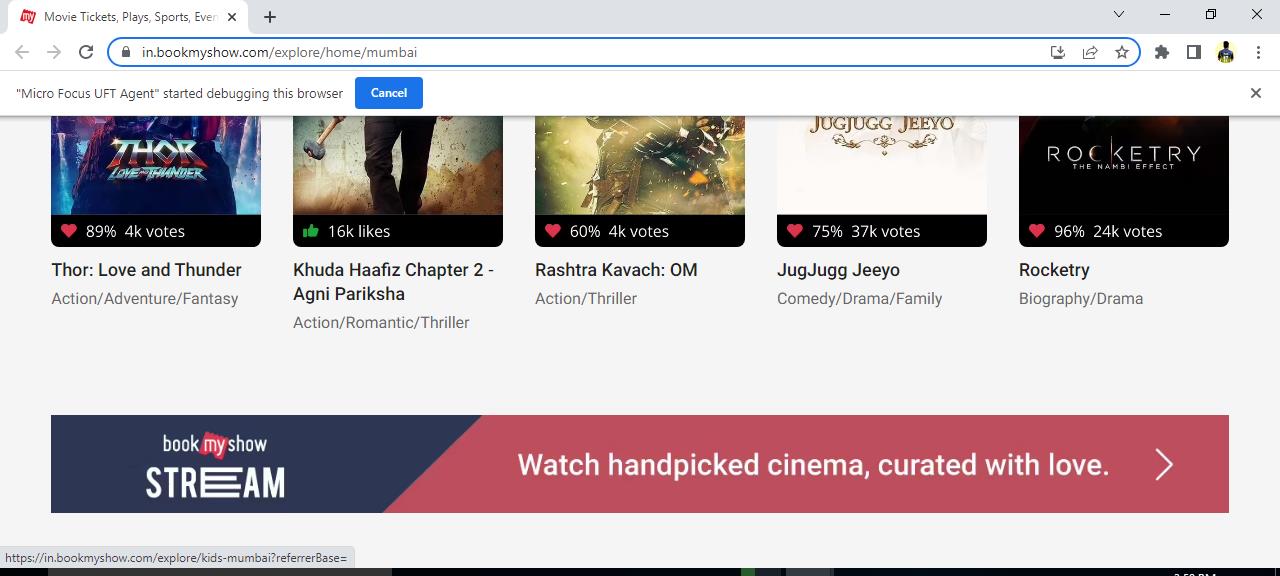 my Movie Tickets, Plays, Sports, Even
in.bookmyshow.com/explore/home/mumbai
"Micro Focus UFT Agent" started debugging this browser Cancel
THOR
LOVE AND THUNDER
JUGJUGG JEEYO
ROCKETRY
THE NAMBI EFFECT
89% 4k votes
16k likes
60% 4k votes
75% 37k votes
96% 24k votes
Thor: Love and Thunder
Action/Adventure/Fantasy
Khuda Haafiz Chapter 2 -
Agni Pariksha
Action/Romantic/Thriller
Rashtra Kavach: OM
Action/Thriller
JugJugg Jeeyo
Comedy/Drama/Family
Rocketry
Biography/Drama
book my show
STREAM
Watch handpicked cinema, curated with love.
https://in.bookmyshow.com/explore/kids-mumbai?referrerBase=